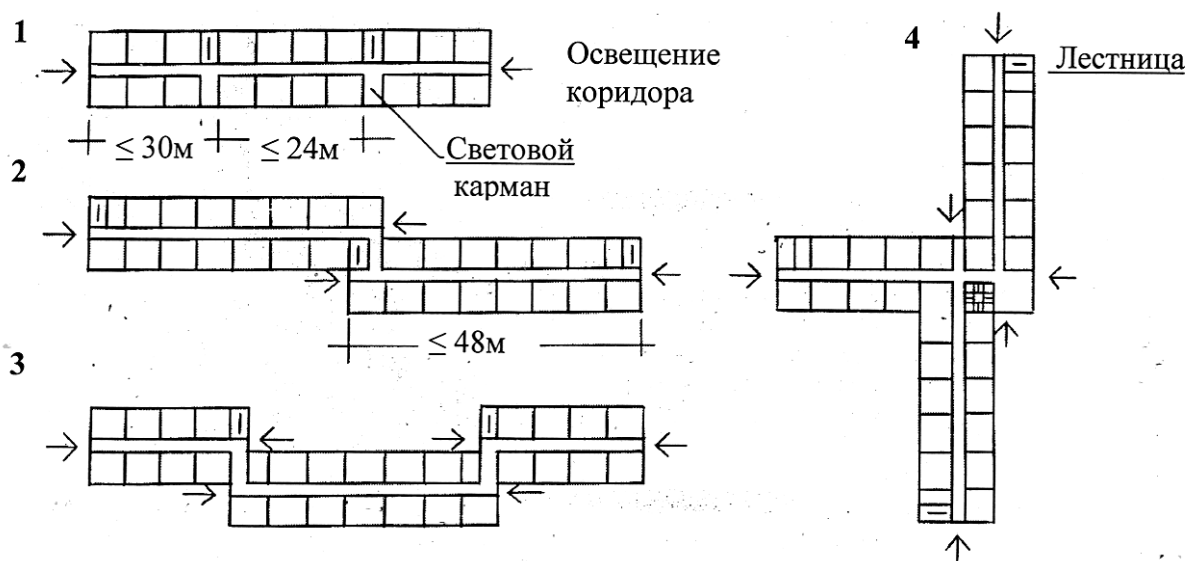 1
Освещение
коридора
4
Лестница
≤ 30м
≤ 24м
Световой
карман
2
≤ 48м
3